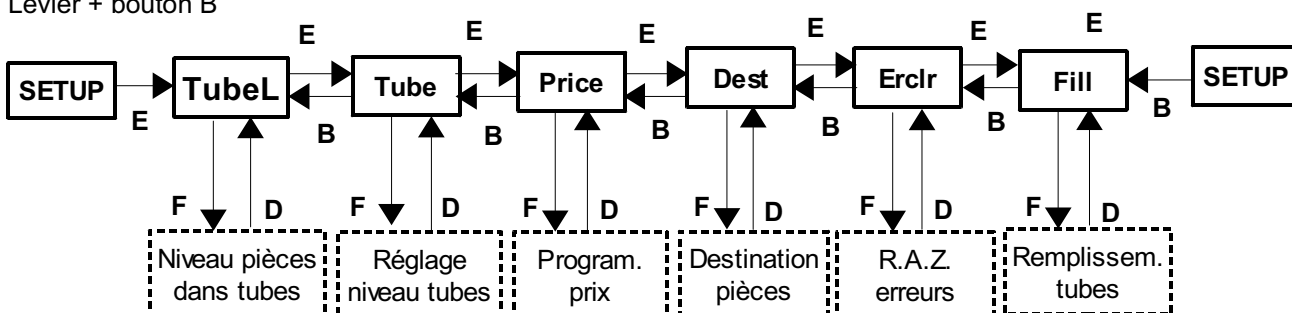 Levier + bouton B
E E E E E
SETUP TubeL Tube Price Dest Erclr Fill SETUP
E B B B B B B
F D F D F D F D F D F D
Niveau pièces Réglage Program. Destination R.A.Z. Remplissem.
dans tubes niveau tubes prix pièces erreurs tubes